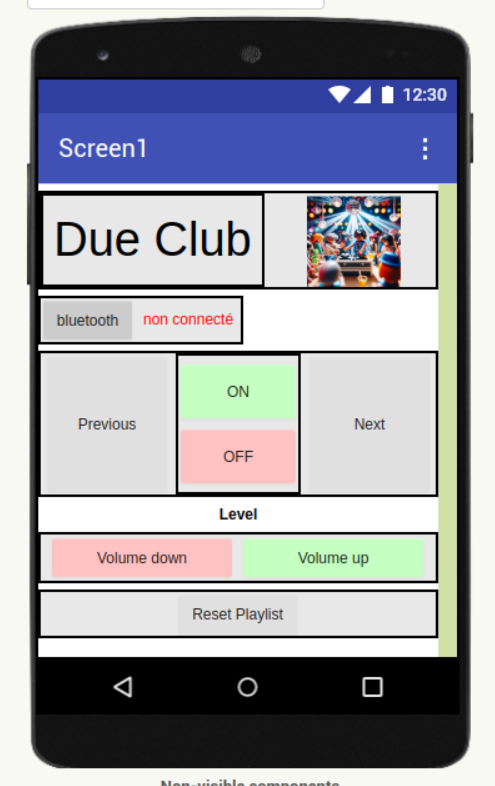 12:30
Screen1
Due Club
bluetooth non connecté
ON
Previous Next
OFF
Level
Volume down Volume up
Reset Playlist
Non-visible components